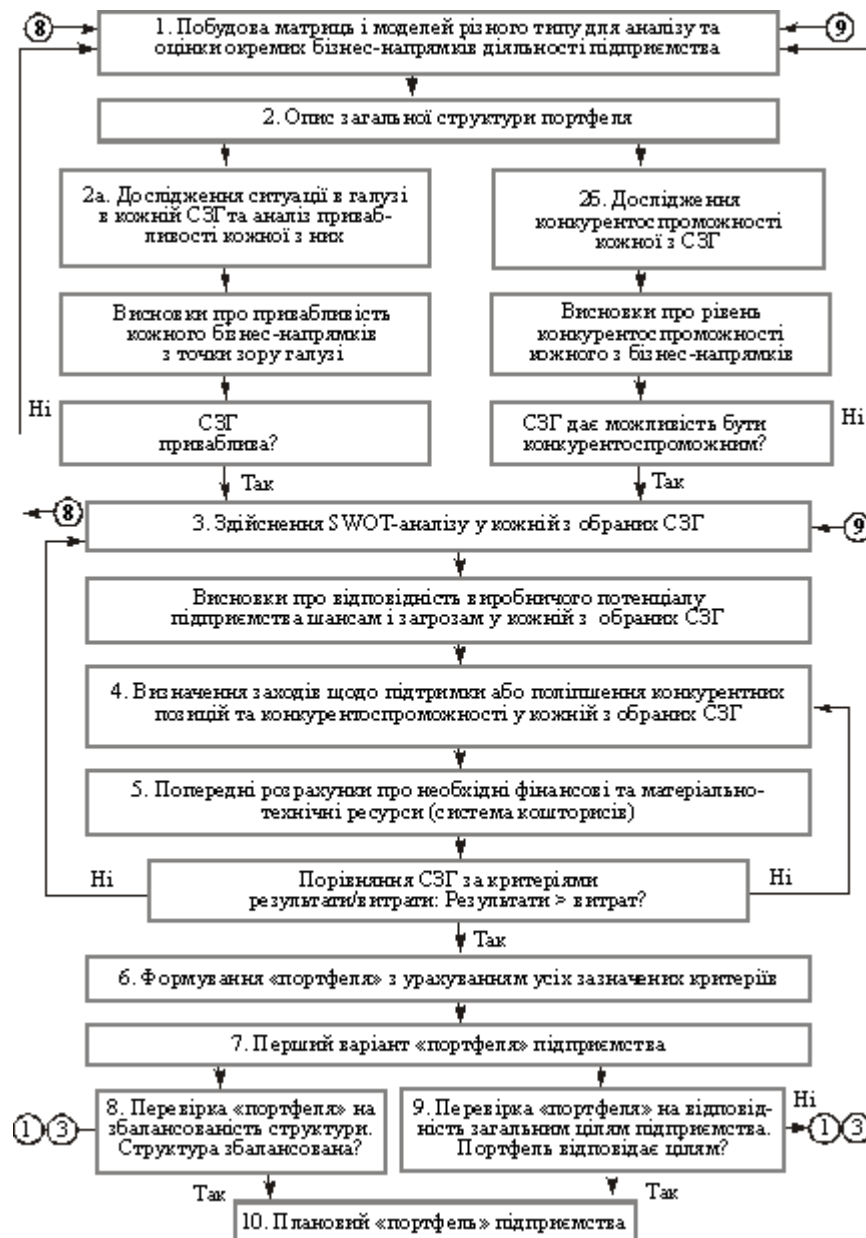 8
1. Побудова матриць і моделей різного типу для аналізу та
оцінки окремих бізнес-напрямків діяльності підприємства
9
2. Опис загальної структури портфеля
2а. Дослідження ситуації в галузі
в кожній СЗГ та аналіз приваб-
ливості кожної з них
2б. Дослідження
конкурентоспроможності
кожної з СЗГ
Висновки про привабливість
кожного бізнес-напрямків
з точки зору галузі
Висновки про рівень
конкурентоспроможності
кожного з бізнес-напрямків
Ні
СЗГ
приваблива?
СЗГ дає можливість бути
конкурентоспроможним?
Ні
Так
Так
8
3. Здійснення SWOT-аналізу у кожній з обраних СЗГ
9
Висновки про відповідність виробничого потенціалу
підприємства шансам і загрозам у кожній з обраних СЗГ
4. Визначення заходів щодо підтримки або поліпшення конкурентних
позицій та конкурентоспроможності у кожній з обраних СЗГ
5. Попередні розрахунки про необхідні фінансові та матеріально-
технічні ресурси (система кошторисів)
Ні
Порівняння СЗГ за критеріями
результати/витрати: Результати > витрат?
Ні
Так
6. Формування «портфеля» з урахуванням усіх зазначених критеріїв
7. Перший варіант «портфеля» підприємства
1 3
8. Перевірка «портфеля» на
збалансованість структури.
Структура збалансована?
9. Перевірка «портфеля» на відповід-
ність загальним цілям підприємства.
Портфель відповідає цілям?
Ні
1 3
Так
Так
10. Плановий «портфель» підприємства